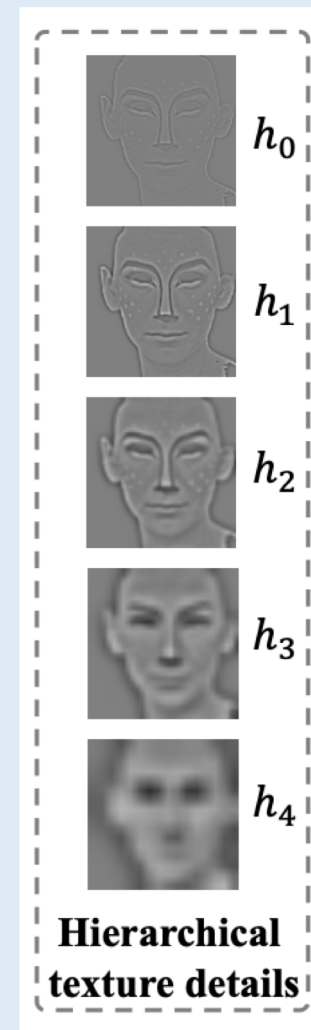 h₀
h₁
h₂
h₃
h₄
Hierarchical
texture details